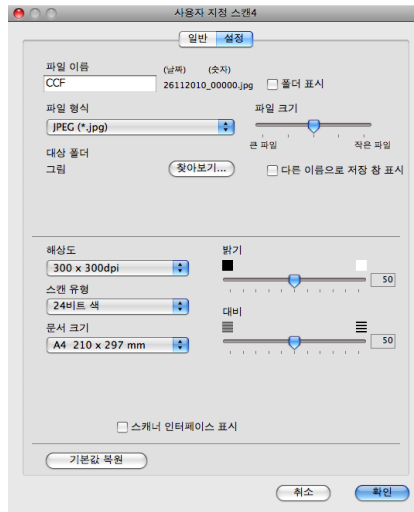 사용자 지정 스캔4
일반 설정
파일 이름 (날짜) (숫자)
CCF 26112010_00000.jpg 폴더 표시
파일 형식 파일 크기
JPEG (*.jpg)
큰 파일 작은 파일
대상 폴더
그림 찾아보기... 다른 이름으로 저장 창 표시
해상도 밝기
300 x 300dpi
50
스캔 유형
24비트 색
대비
문서 크기
A4 210 x 297 mm 50
스캐너 인터페이스 표시
기본값 복원
취소 확인